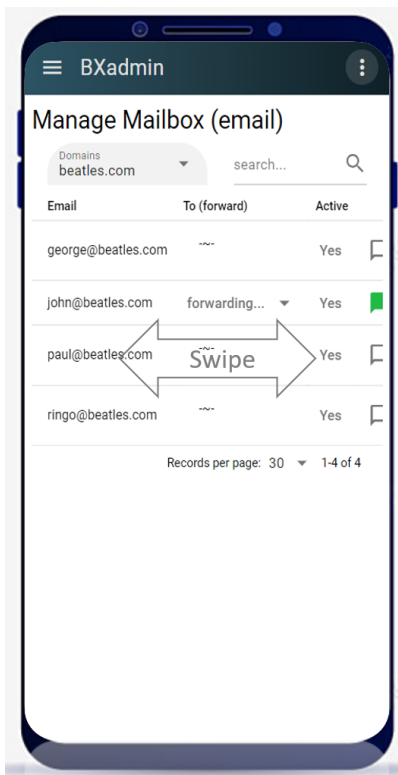 BXadmin
Manage Mailbox (email)
Domains
beatles.com
search...
Email To (forward) Active
george@beatles.com -~- Yes
john@beatles.com forwarding... Yes
paul@beatles.com -~- Yes
Swipe
ringo@beatles.com -~- Yes
Records per page: 30 1-4 of 4